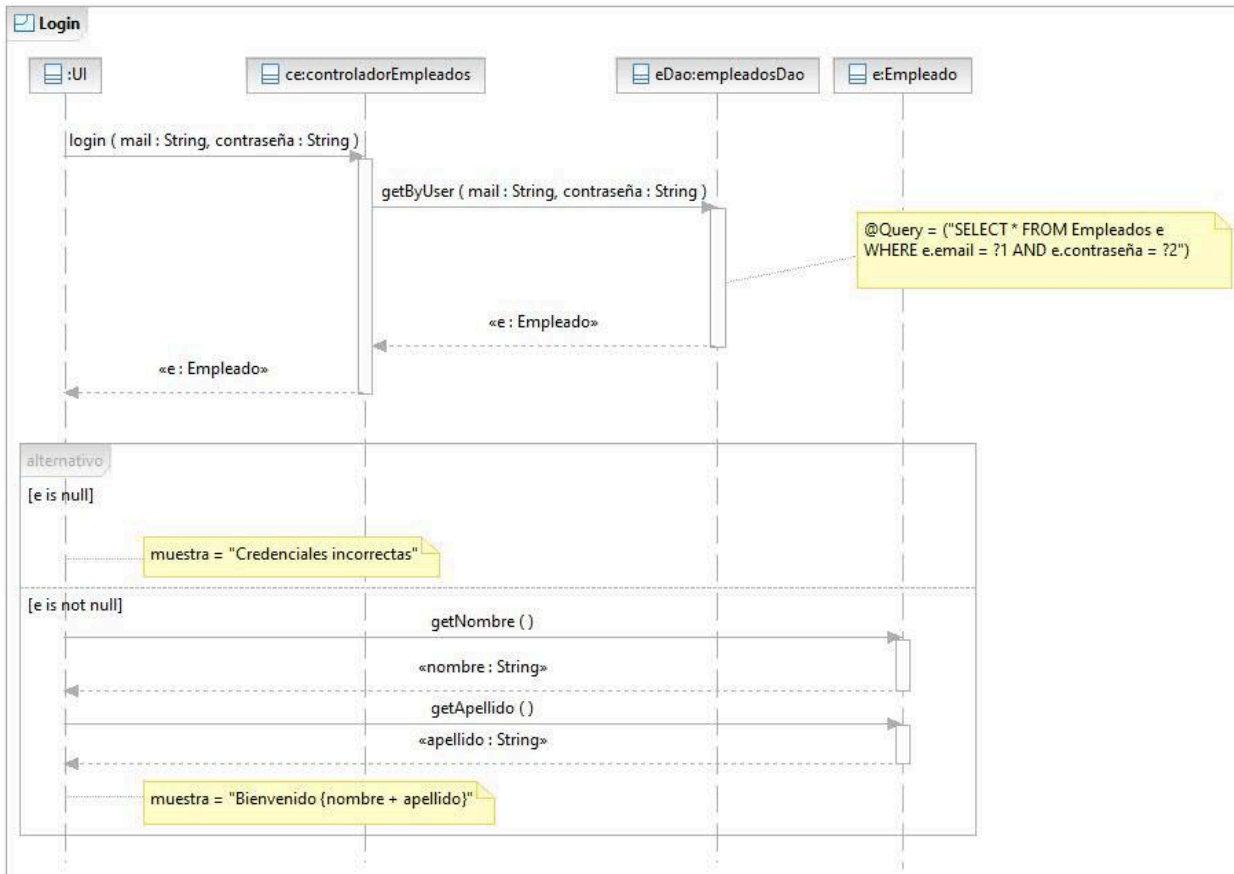 Login
:UI
ce:controladorEmpleados
eDao:empleadosDao
e:Empleado
login ( mail : String, contraseña : String )
getByUser ( mail : String, contraseña : String )
@Query = ("SELECT * FROM Empleados e
WHERE e.email = ?1 AND e.contraseña = ?2")
«e : Empleado»
«e : Empleado»
alternativo
[e is null]
muestra = "Credenciales incorrectas"
[e is not null]
getNombre ( )
«nombre : String»
getApellido ( )
«apellido : String»
muestra = "Bienvenido {nombre + apellido}"